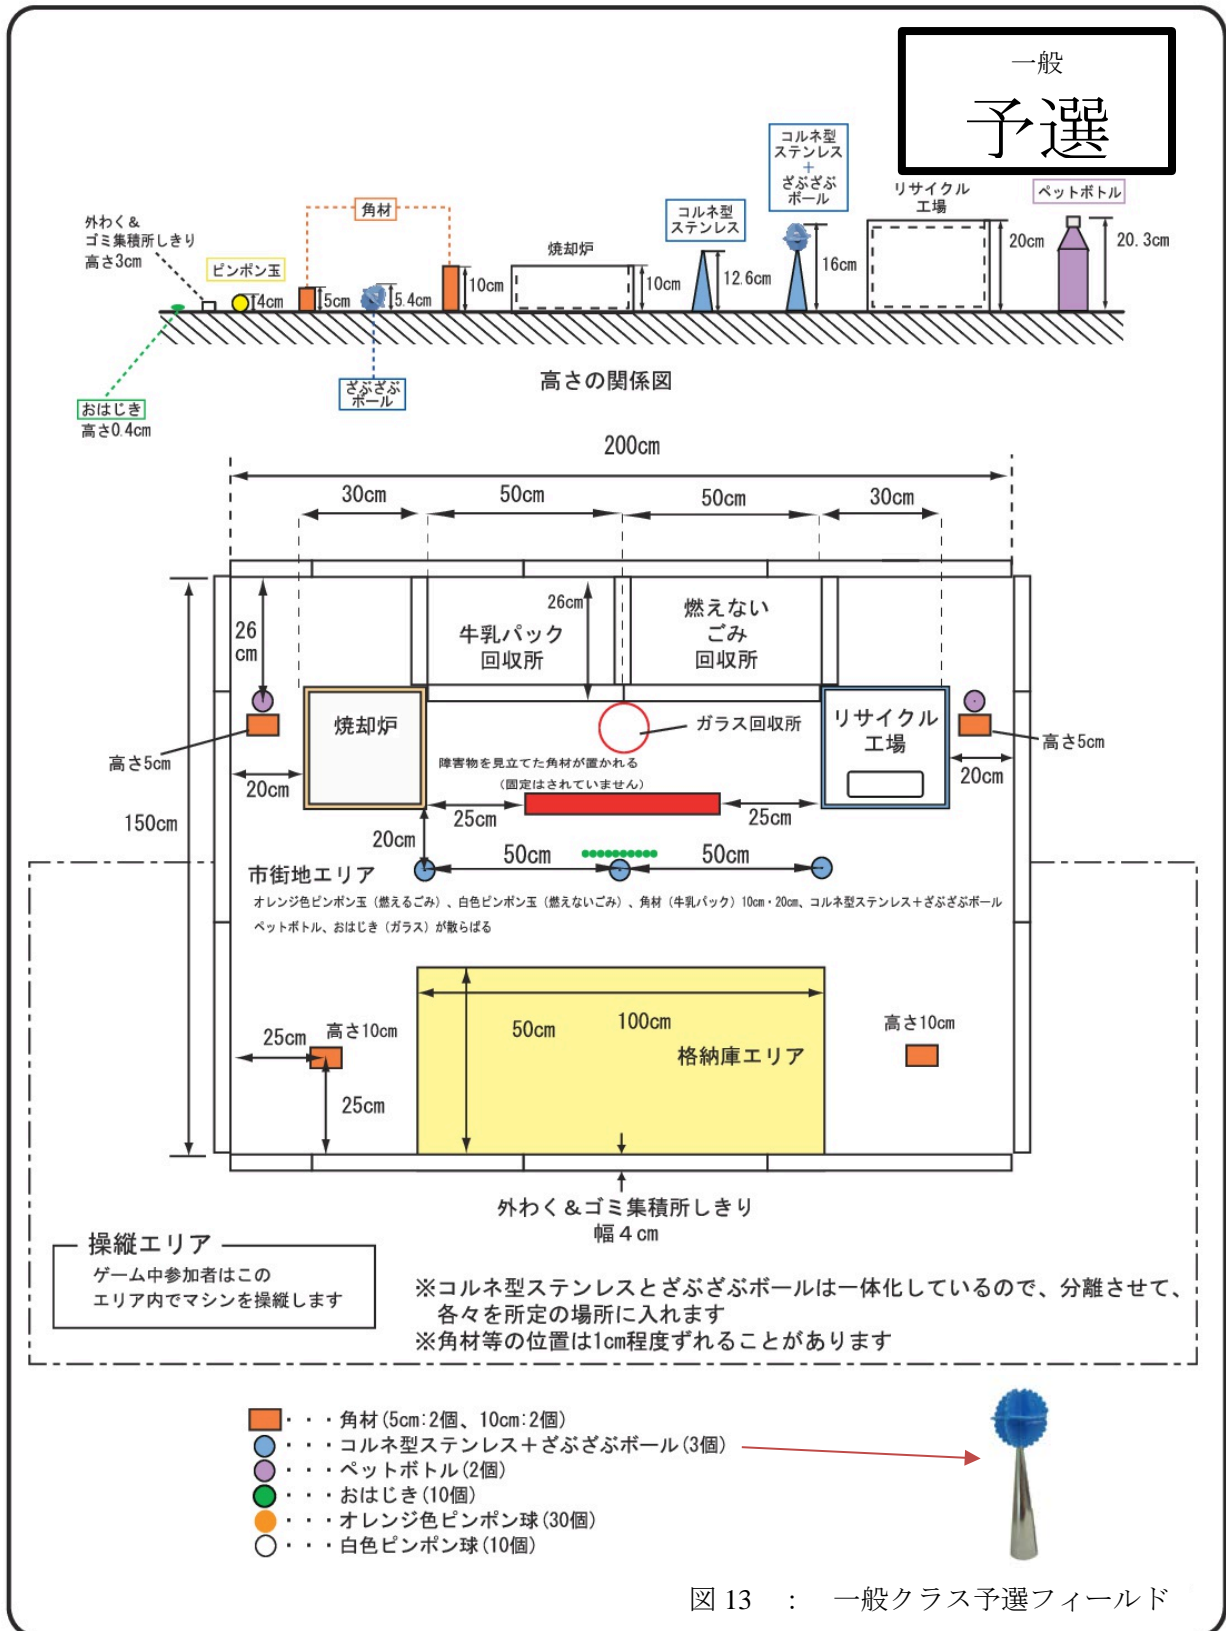 一般
予選
コルネ型
ステンレス
+
ざぶざぶ
ボール
リサイクル
工場
ペットボトル
角材
コルネ型
ステンレス
外わく＆
ゴミ集積所しきり
高さ3cm
ピンポン玉
焼却炉
4cm
5cm
5.4cm
10cm
10cm
12.6cm
16cm
20cm
20.3cm
ざぶざぶ
ボール
高さの関係図
おはじき
高さ0.4cm
200cm
30cm
50cm
50cm
30cm
26
cm
牛乳パック
回収所
26cm
燃えない
ごみ
回収所
焼却炉
ガラス回収所
リサイクル
工場
高さ5cm
高さ5cm
障害物を見立てた角材が置かれる
（固定はされていません）
20cm
25cm
25cm
20cm
150cm
20cm
50cm
50cm
市街地エリア
オレンジ色ピンポン玉（燃えるごみ）、白色ピンポン玉（燃えないごみ）、角材（牛乳パック）10cm・20cm、コルネ型ステンレス＋ざぶざぶボール
ペットボトル、おはじき（ガラス）が散らばる
25cm
高さ10cm
50cm
100cm
格納庫エリア
高さ10cm
25cm
外わく＆ゴミ集積所しきり
幅４cm
操縦エリア
ゲーム中参加者はこの
エリア内でマシンを操縦します
※コルネ型ステンレスとざぶざぶボールは一体化しているので、分離させて、
各々を所定の場所に入れます
※角材等の位置は1cm程度ずれることがあります
・・・角材(5cm:2個、10cm:2個)
・・・コルネ型ステンレス＋ざぶざぶボール(3個)
・・・ペットボトル(2個)
・・・おはじき(10個)
・・・オレンジ色ピンポン球(30個)
・・・白色ピンポン球(10個)
図 13　：　一般クラス予選フィールド